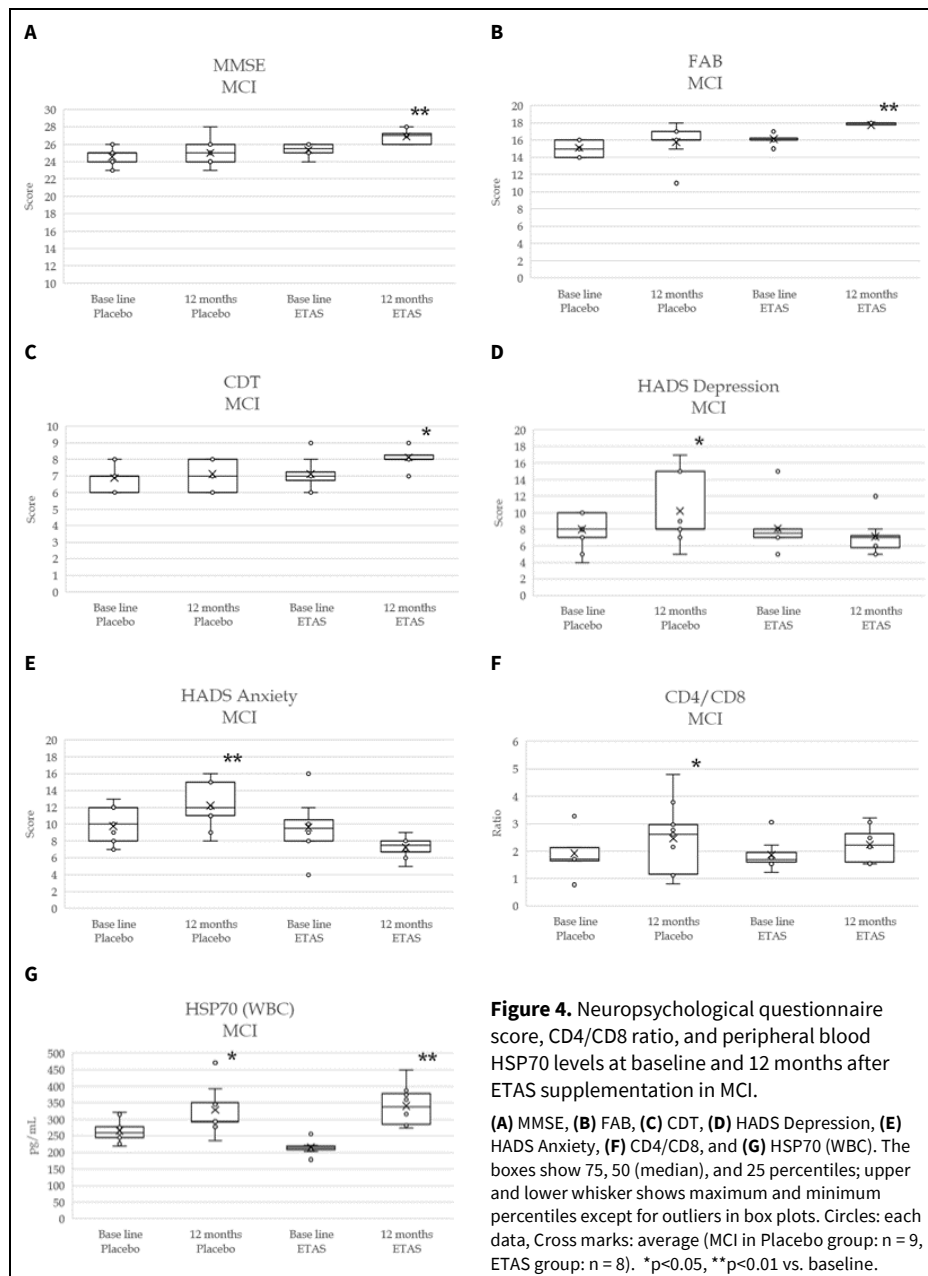 A
MMSE
MCI
**
30
28
26
24
22
20
18
16
14
12
10
Score
Base line
Placebo
12 months
Placebo
Base line
ETAS
12 months
ETAS
B
FAB
MCI
**
20
18
16
14
12
10
8
6
4
2
0
Score
Base line
Placebo
12 months
Placebo
Base line
ETAS
12 months
ETAS
C
CDT
MCI
*
10
9
8
7
6
5
4
3
2
1
0
Score
Base line
Placebo
12 months
Placebo
Base line
ETAS
12 months
ETAS
D
HADS Depression
MCI
*
20
18
16
14
12
10
8
6
4
2
0
Score
Base line
Placebo
12 months
Placebo
Base line
ETAS
12 months
ETAS
E
HADS Anxiety
MCI
**
20
18
16
14
12
10
8
6
4
2
0
Score
Base line
Placebo
12 months
Placebo
Base line
ETAS
12 months
ETAS
F
CD4/CD8
MCI
*
6
5
4
3
2
1
0
Ratio
Base line
Placebo
12 months
Placebo
Base line
ETAS
12 months
ETAS
G
HSP70 (WBC)
MCI
*
**
500
450
400
350
300
250
200
150
100
50
0
Pg/mL
Base line
Placebo
12 months
Placebo
Base line
ETAS
12 months
ETAS
Figure 4. Neuropsychological questionnaire
score, CD4/CD8 ratio, and peripheral blood
HSP70 levels at baseline and 12 months after
ETAS supplementation in MCI.
(A) MMSE, (B) FAB, (C) CDT, (D) HADS Depression, (E)
HADS Anxiety, (F) CD4/CD8, and (G) HSP70 (WBC). The
boxes show 75, 50 (median), and 25 percentiles; upper
and lower whisker shows maximum and minimum
percentiles except for outliers in box plots. Circles: each
data, Cross marks: average (MCI in Placebo group: n = 9,
ETAS group: n = 8). *p<0.05, **p<0.01 vs. baseline.